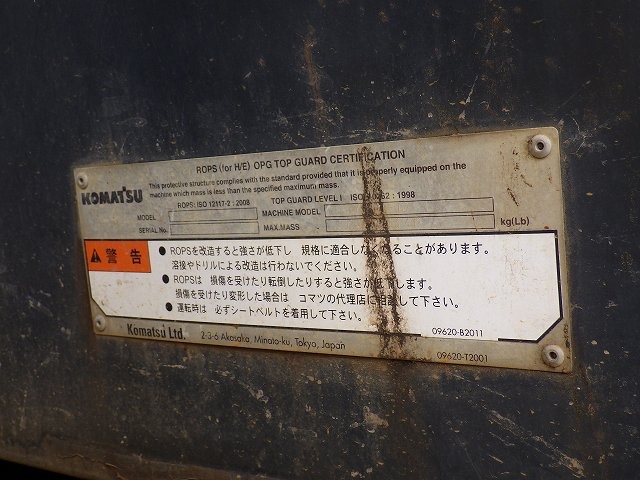 ROPS (for H/E) OPG TOP GUARD CERTIFICATION
KOMATSU
This protective structure complies with the standard provided that it is properly equipped on the
machine which mass is less than the specified maximum mass.
ROPS: ISO 12117-2 : 2008 TOP GUARD LEVEL I ISO 10262 : 1998
MODEL MACHINE MODEL
SERIAL No. MAX.MASS kg(Lb)
警告
● ROPSを改造すると強さが低下し 規格に適合しなくなることがあります。
溶接やドリルによる改造は行わないでください。
● ROPSは 損傷を受けたり転倒したりすると強さが低下します。
損傷を受けたり変形した場合は コマツの代理店に相談して下さい。
● 運転時は 必ずシートベルトを着用して下さい。
09620-B2011
Komatsu Ltd. 2-3-6 Akasaka, Minato-ku, Tokyo, Japan
09620-T2001